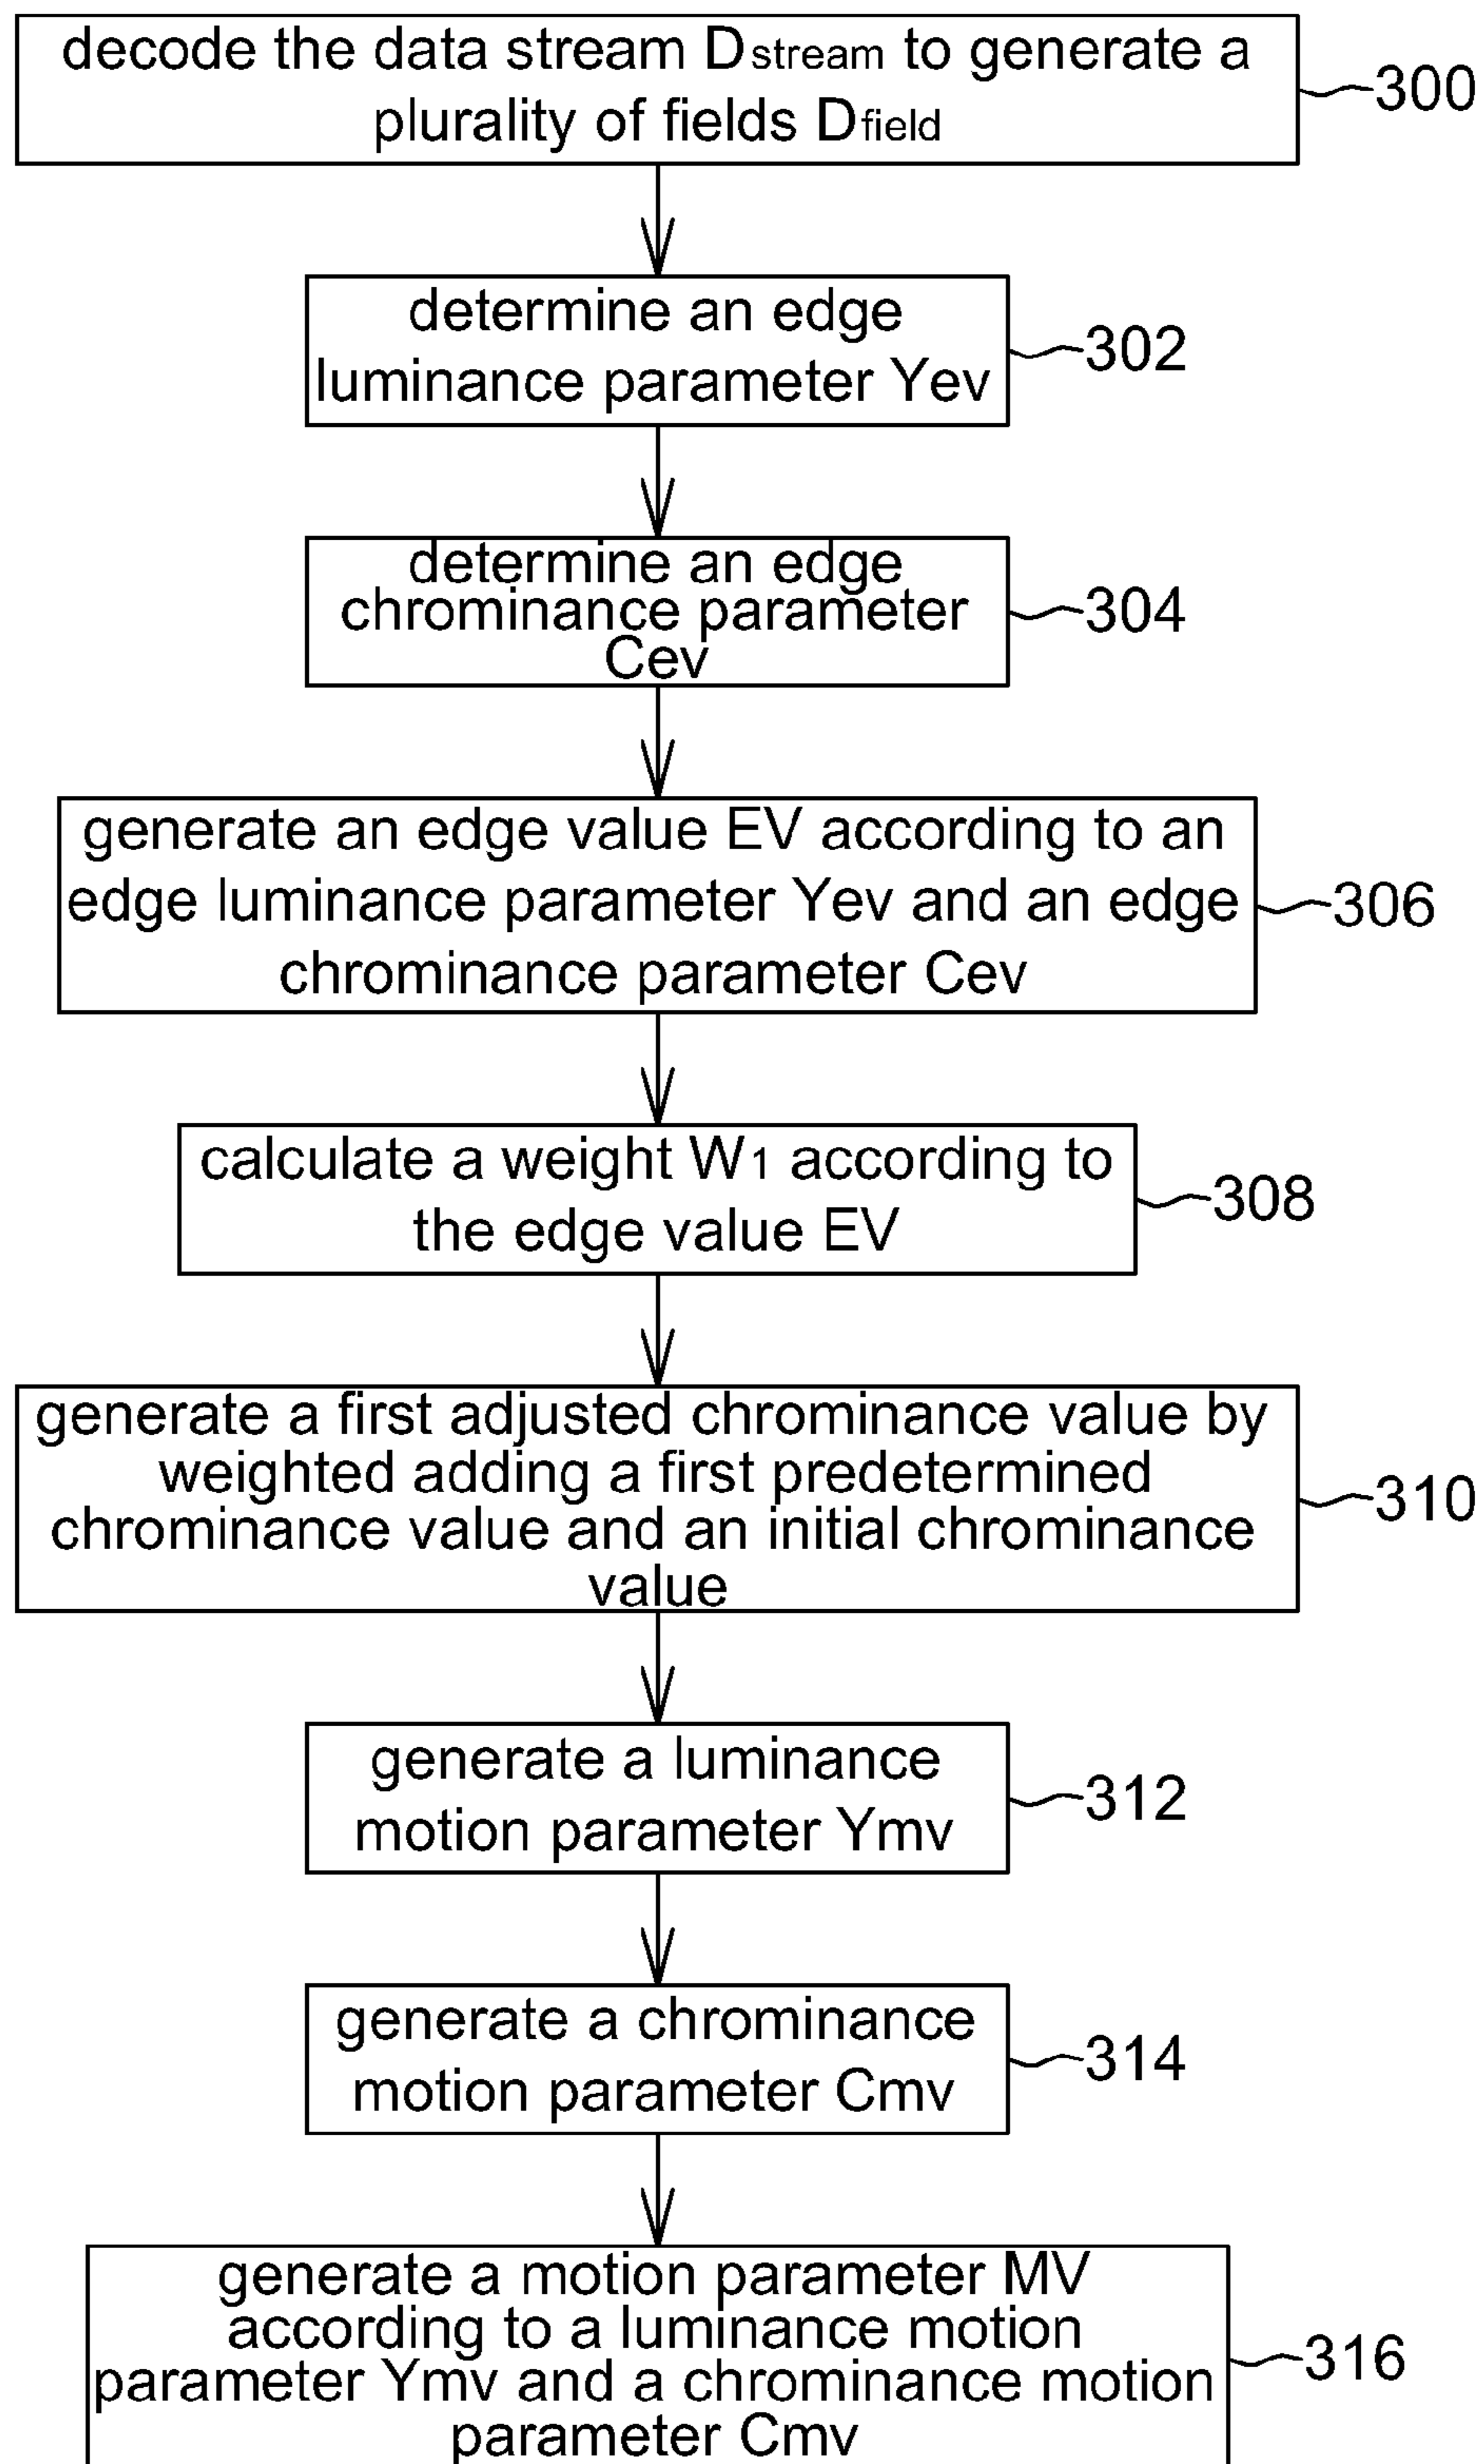 decode the data stream Dstream to generate a
plurality of fields Dfield
300
determine an edge
luminance parameter Yev
302
determine an edge
chrominance parameter
Cev
304
generate an edge value EV according to an
edge luminance parameter Yev and an edge
chrominance parameter Cev
306
calculate a weight W1 according to
the edge value EV
308
generate a first adjusted chrominance value by
weighted adding a first predetermined
chrominance value and an initial chrominance
value
310
generate a luminance
motion parameter Ymv
312
generate a chrominance
motion parameter Cmv
314
generate a motion parameter MV
according to a luminance motion
parameter Ymv and a chrominance motion
parameter Cmv
316